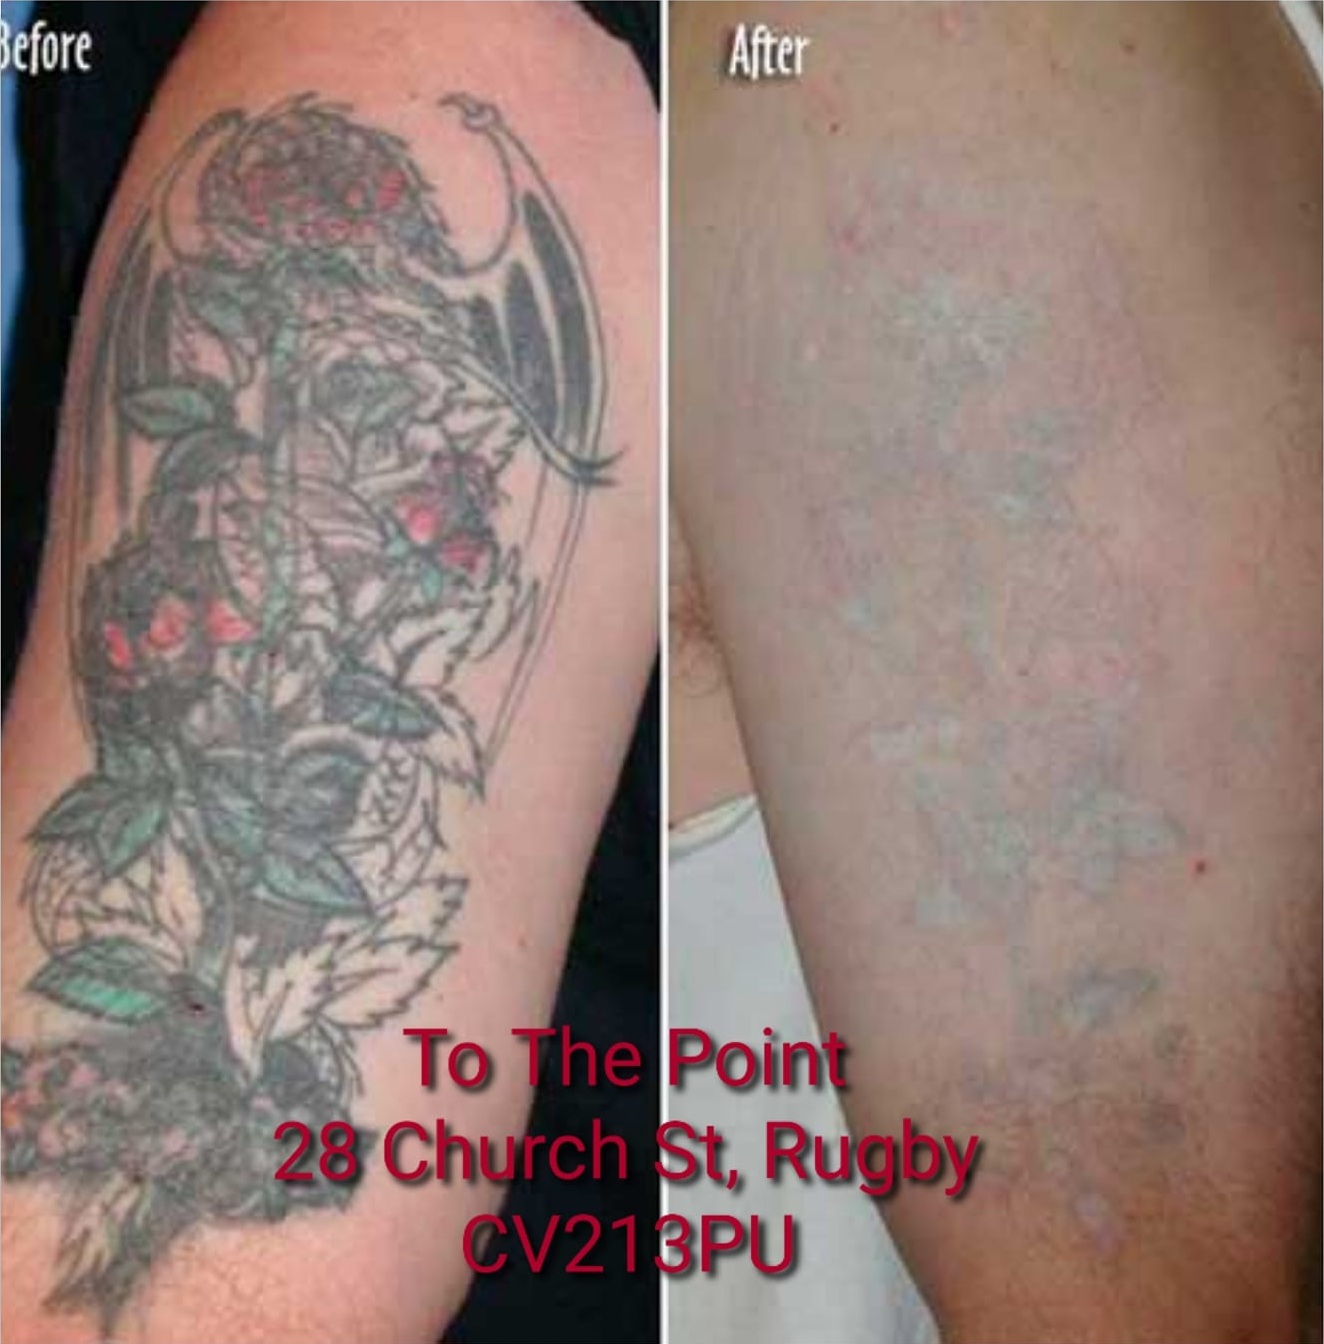 Before
After
To The Point
28 Church St, Rugby
CV213PU